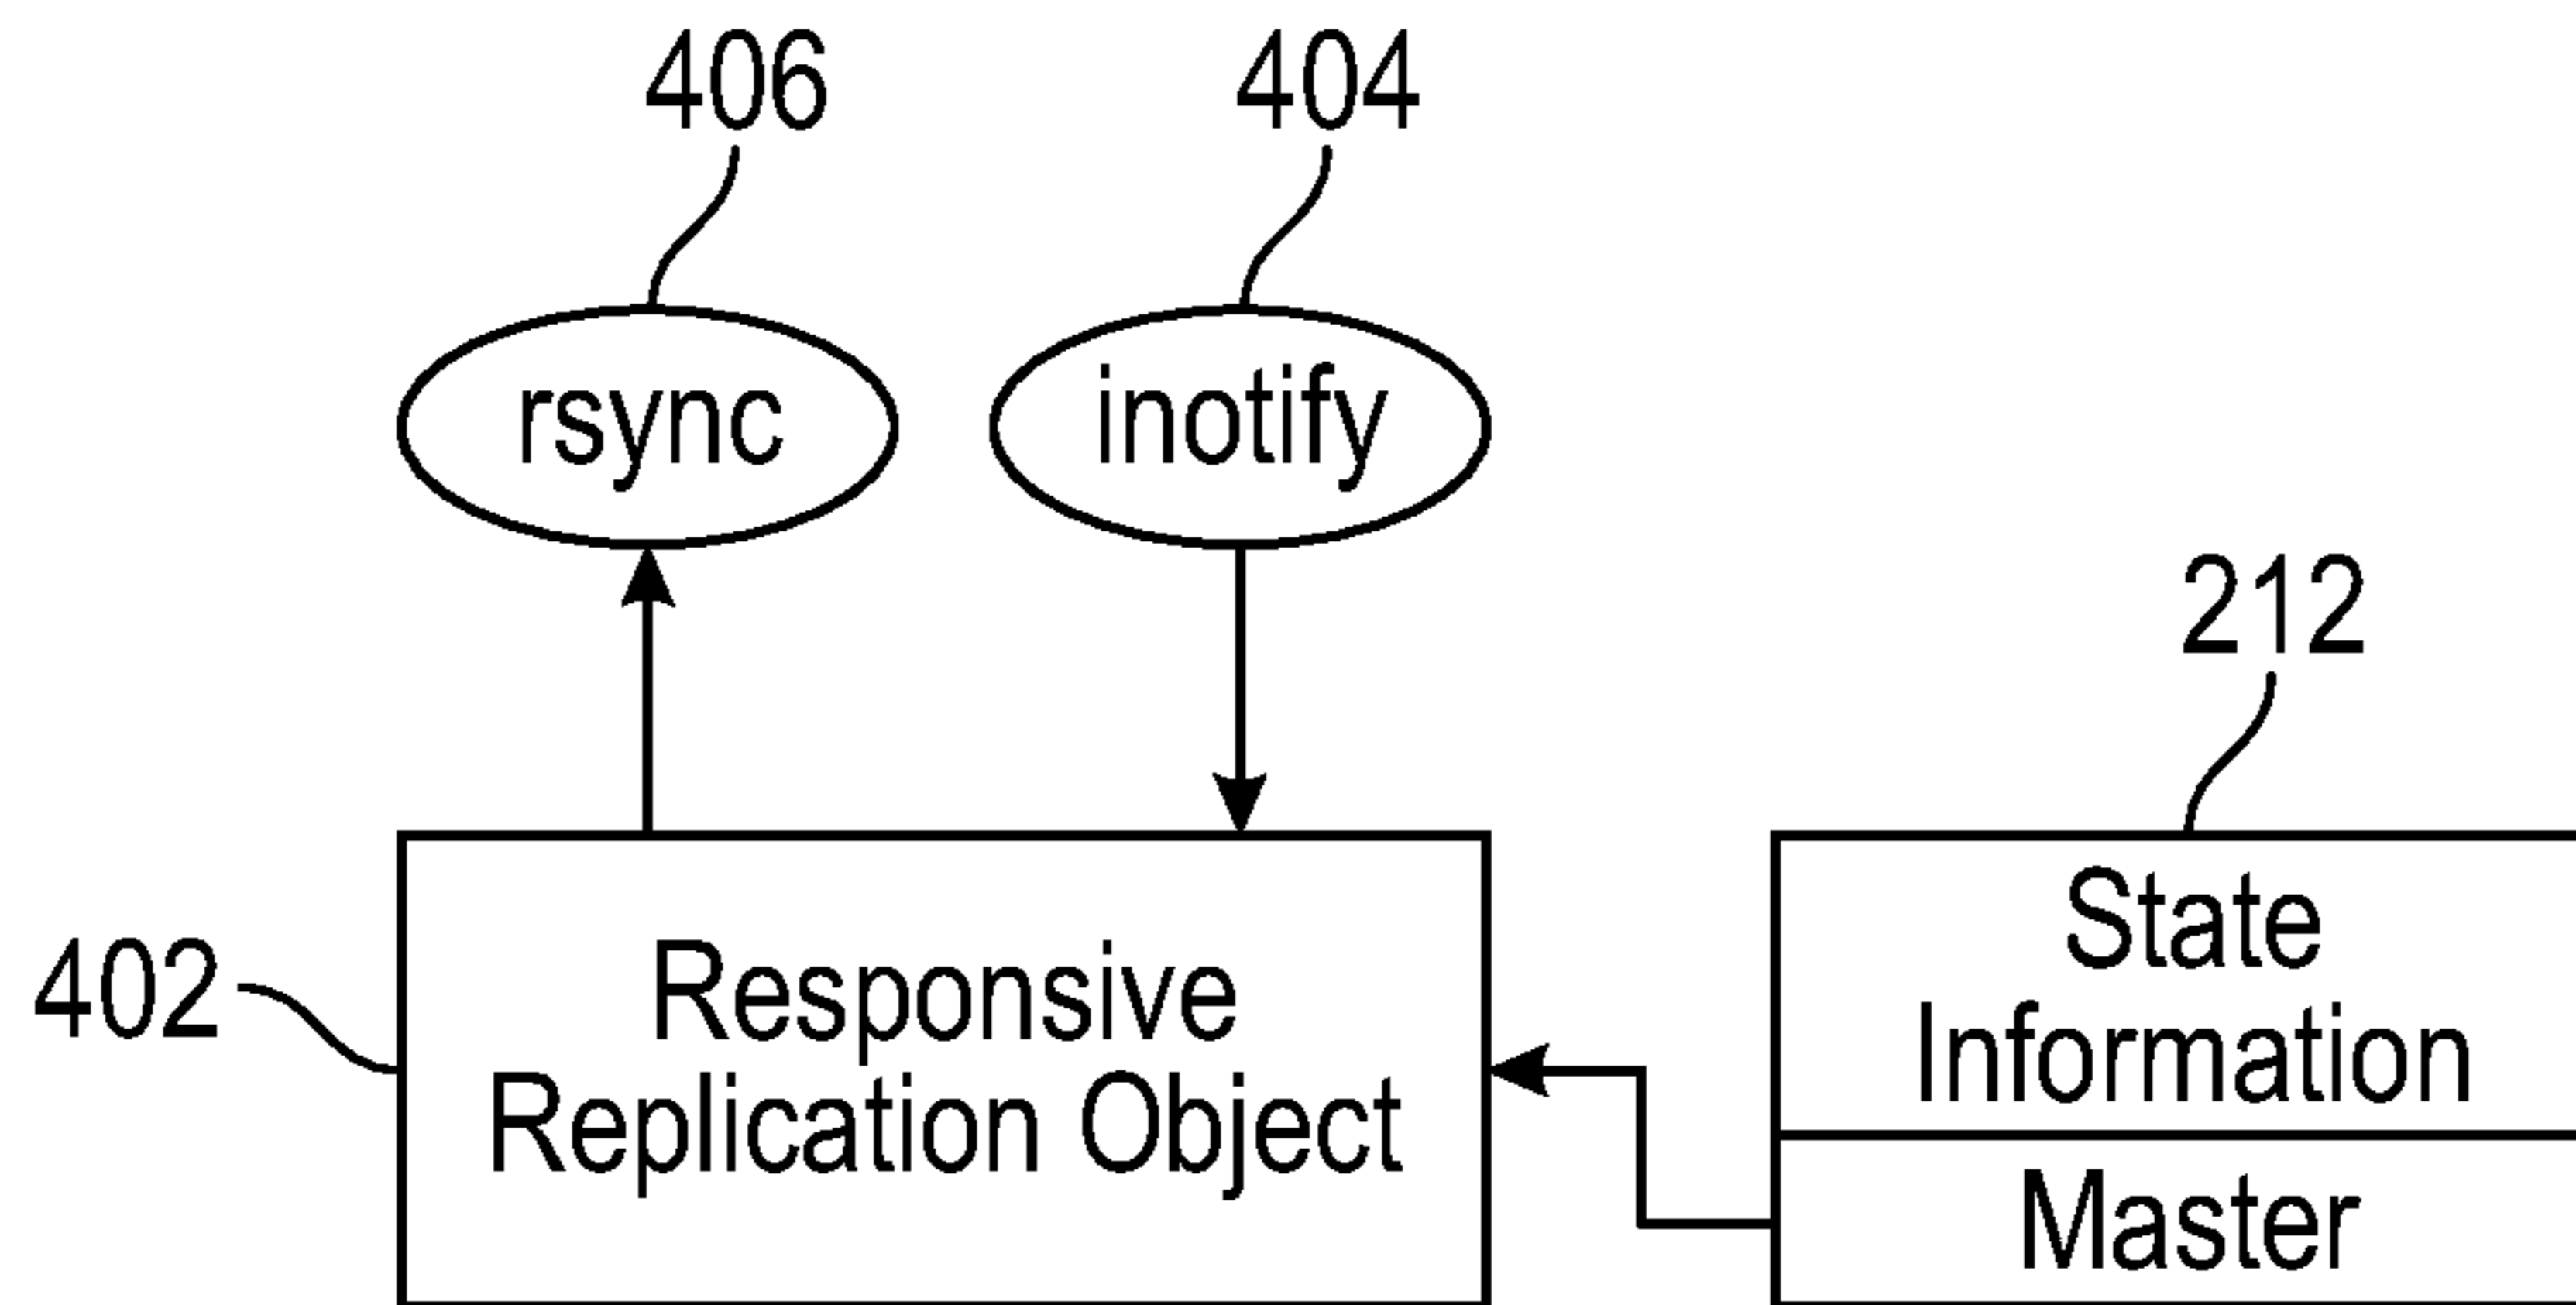 406
404
rsync
inotify
212
402
Responsive
Replication Object
State
Information
Master